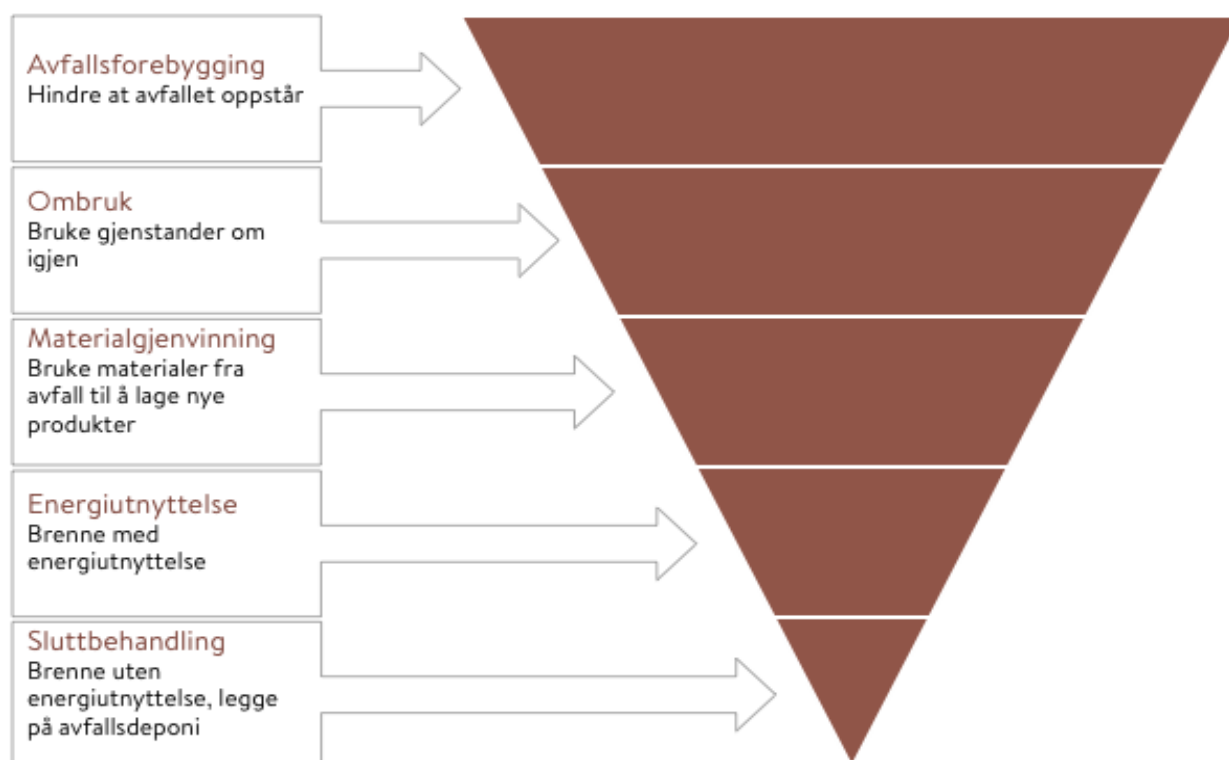 Avfallsforebygging
Hindre at avfallet oppstår
Ombruk
Bruke gjenstander om
igjen
Materialgjenvinning
Bruke materialer fra
avfall til å lage nye
produkter
Energiutnyttelse
Brenne med
energiutnyttelse
Sluttbehandling
Brenne uten
energiutnyttelse, legge
på avfallsdeponi